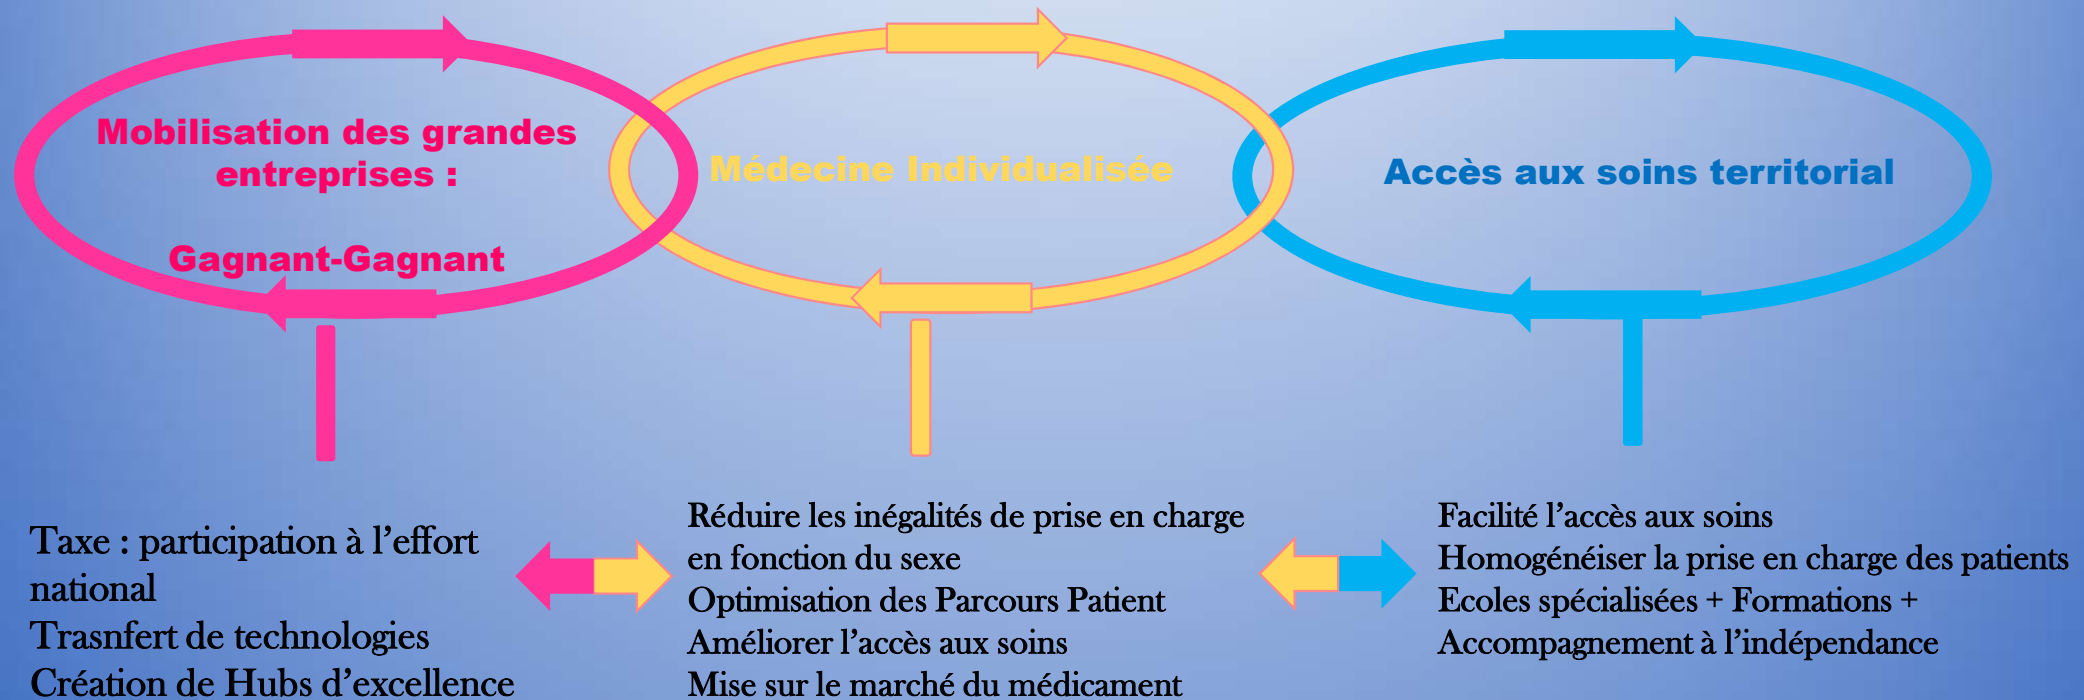 Mobilisation des grandes
entreprises :
Gagnant-Gagnant
Médecine Individualisée
Accès aux soins territorial
Taxe : participation à l’effort
national
Trasnfert de technologies
Création de Hubs d’excellence
Réduire les inégalités de prise en charge
en fonction du sexe
Optimisation des Parcours Patient
Améliorer l’accès aux soins
Mise sur le marché du médicament
Facilité l’accès aux soins
Homogénéiser la prise en charge des patients
Ecoles spécialisées + Formations +
Accompagnement à l’indépendance